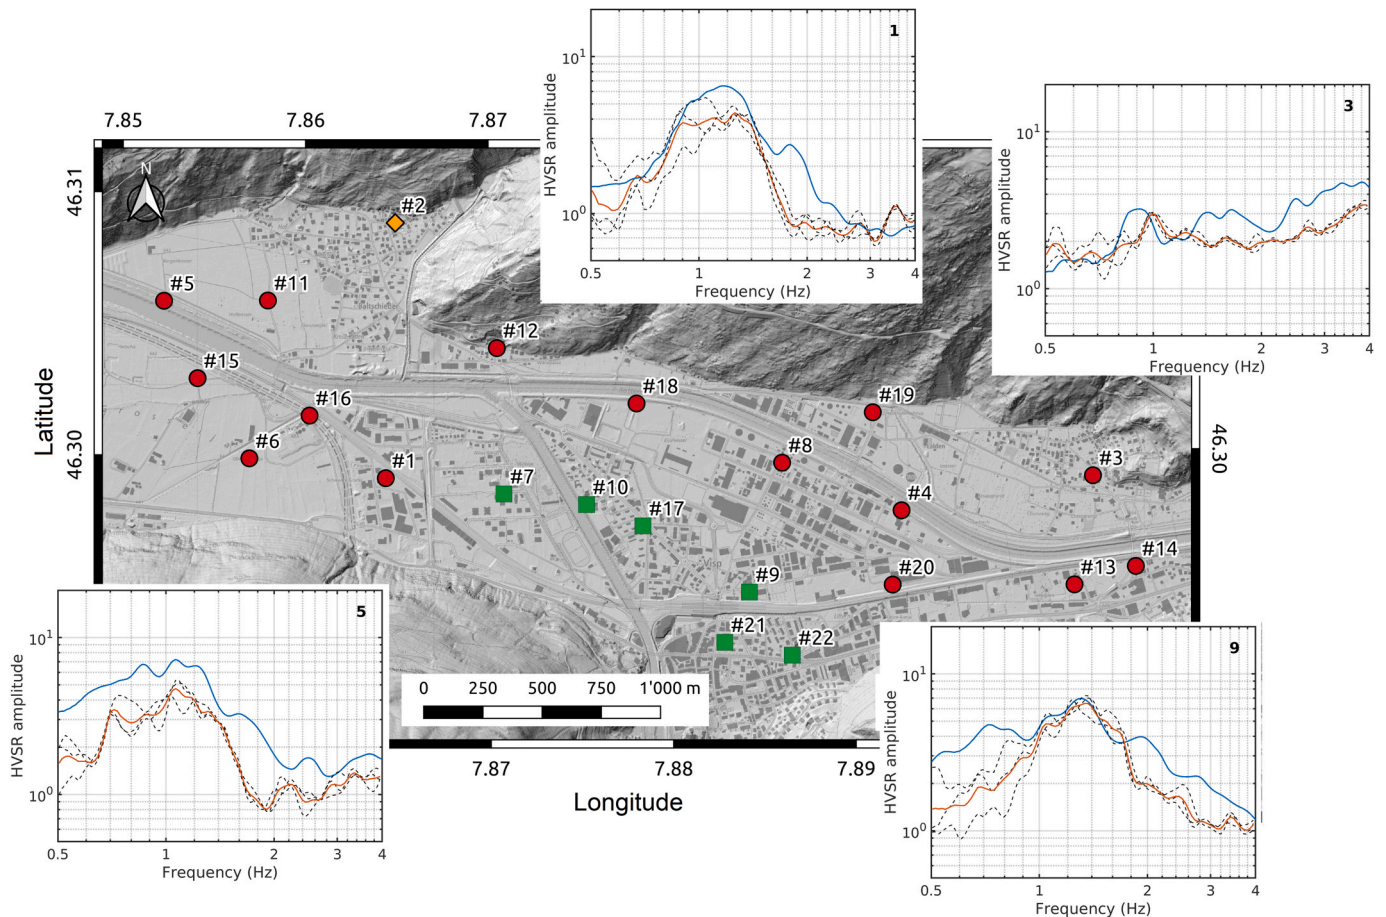 1
10¹
10⁰
HVSR amplitude
0.5 1 2 3 4
Frequency (Hz)
3
10¹
10⁰
HVSR amplitude
0.5 1 2 3 4
Frequency (Hz)
7.85 7.86 7.87
46.31
46.30
46.30
Latitude
N
#2
#5
#11
#12
#15
#18
#16
#19
#6
#8
#3
#1
#7
#10
#4
#17
Visp
#14
#9
#20
#13
#21
#22
0 250 500 750 1'000 m
7.87 7.88 7.89
Longitude
5
10¹
10⁰
HVSR amplitude
0.5 1 2 3 4
Frequency (Hz)
9
10¹
10⁰
HVSR amplitude
0.5 1 2 3 4
Frequency (Hz)